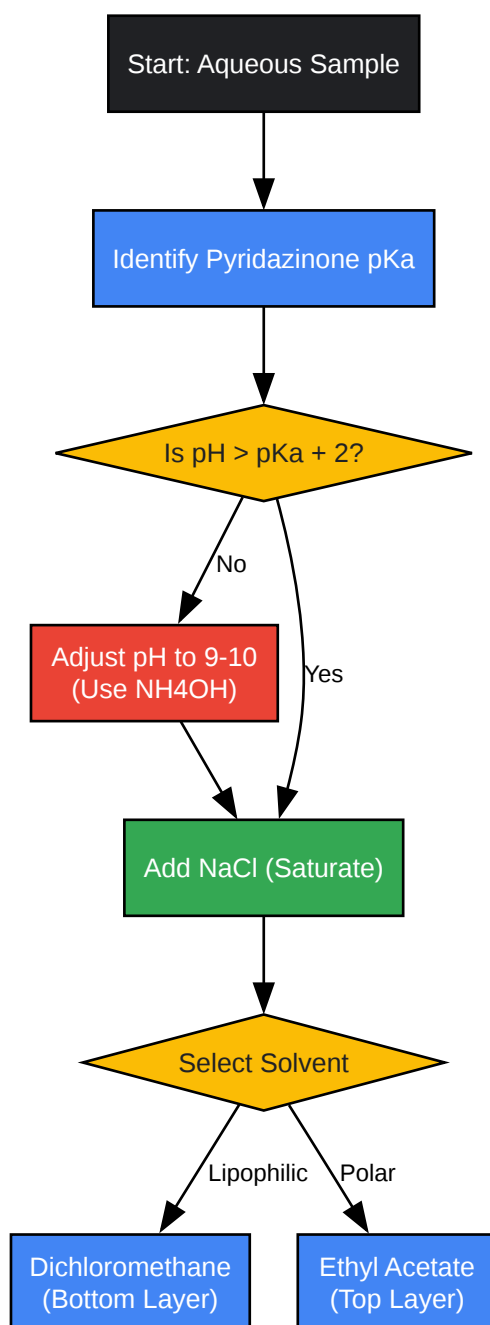 Start: Aqueous Sample
Identify Pyridazinone pKa
Is pH > pKa + 2?
No
Adjust pH to 9-10
(Use NH4OH)
Yes
Add NaCl (Saturate)
Select Solvent
Lipophilic
Polar
Dichloromethane
(Bottom Layer)
Ethyl Acetate
(Top Layer)